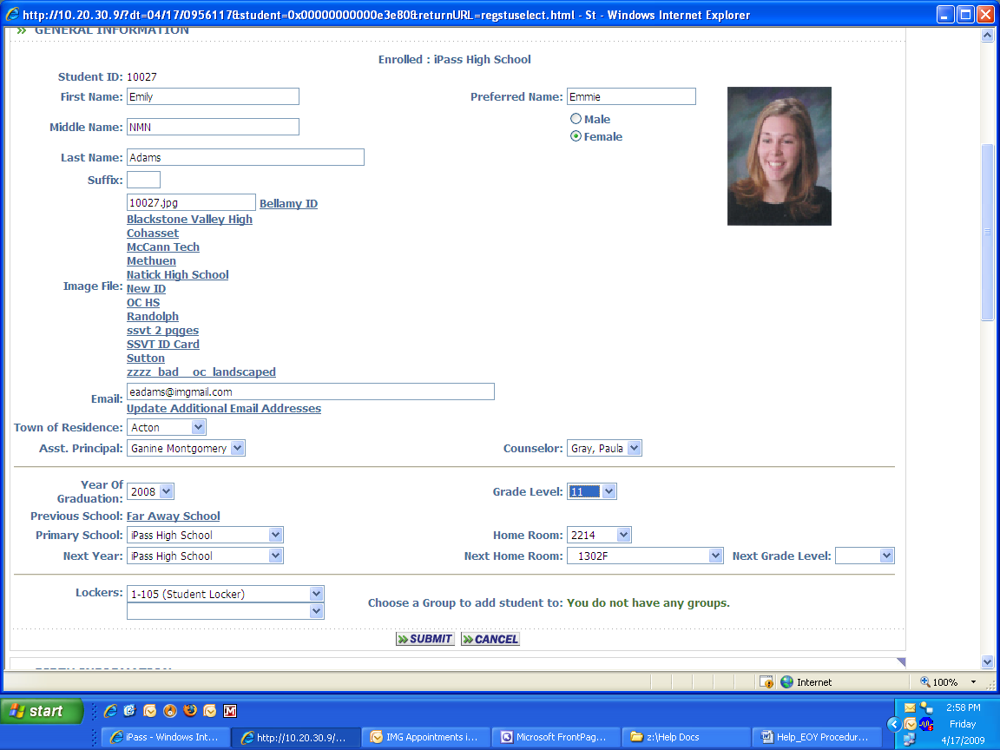 http://10.20.30.9/?dt=04/17/0956117&student=0x00000000000e3e80&returnURL=regstuselect.html - St - Windows Internet Explorer
GENERAL INFORMATION
Enrolled : iPass High School
Student ID: 10027
First Name: Emily Preferred Name: Emmie
Male
Middle Name: NMN
Female
Last Name: Adams
Suffix:
10027.jpg Bellamy ID
Blackstone Valley High
Cohasset
McCann Tech
Methuen
Natick High School
Image File: New ID
OC HS
Randolph
ssvt 2 pqges
SSVT ID Card
Sutton
zzzz_bad__oc_landscaped
Email: eadams@imgmail.com
Update Additional Email Addresses
Town of Residence: Acton
Asst. Principal: Ganine Montgomery Counselor: Gray, Paula
Year Of Graduation: 2008 Grade Level: 11
Previous School: Far Away School
Primary School: iPass High School Home Room: 2214
Next Year: iPass High School Next Home Room: 1302F Next Grade Level:
Lockers: 1-105 (Student Locker)
Choose a Group to add student to: You do not have any groups.
SUBMIT CANCEL
Internet 100%
start 2:58 PM
Friday
iPass - Windows Int... http://10.20.30.9/... IMG Appointments i... Microsoft FrontPag... z:\Help Docs Help_EOY Procedur... 4/17/2009